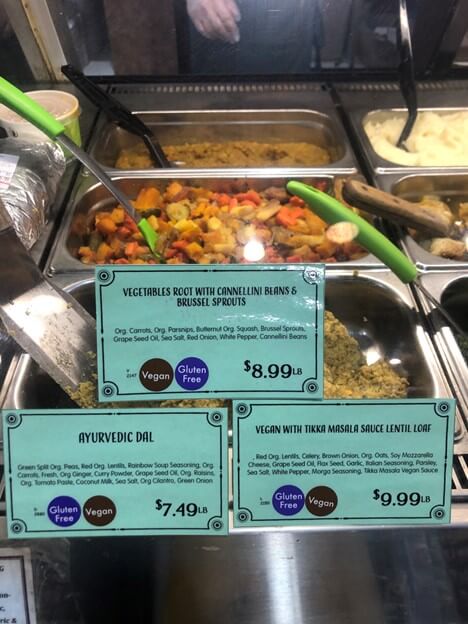 VEGETABLES ROOT WITH CANNELLINI BEANS &
BRUSSEL SPROUTS
Org. Carrots, Org. Parsnips, Butternut Org. Squash, Brussel Sprouts,
Grape Seed Oil, Sea Salt, Red Onion, White Pepper, Cannellini Beans
2147
Vegan
Gluten
Free
$8.99LB
AYURVEDIC DAL
Green Split Org. Peas, Red Org. Lentils, Rainbow Soup Seasoning, Org.
Carrots, Fresh, Org Ginger, Curry Powder, Grape Seed Oil, Org. Raisins,
Org. Tomato Paste, Coconut Milk, Sea Salt, Org Cilantro, Green Onion
Gluten
Free
Vegan
$7.49LB
VEGAN WITH TIKKA MASALA SAUCE LENTIL LOAF
, Red Org. Lentils, Celery, Brown Onion, Org. Oats, Soy Mozzarella
Cheese, Grape Seed Oil, Flax Seed, Garlic, Italian Seasoning, Parsley,
Sea Salt, White Pepper, Morga Seasoning, Tikka Masala Vegan Sauce
Gluten
Free
Vegan
$9.99LB